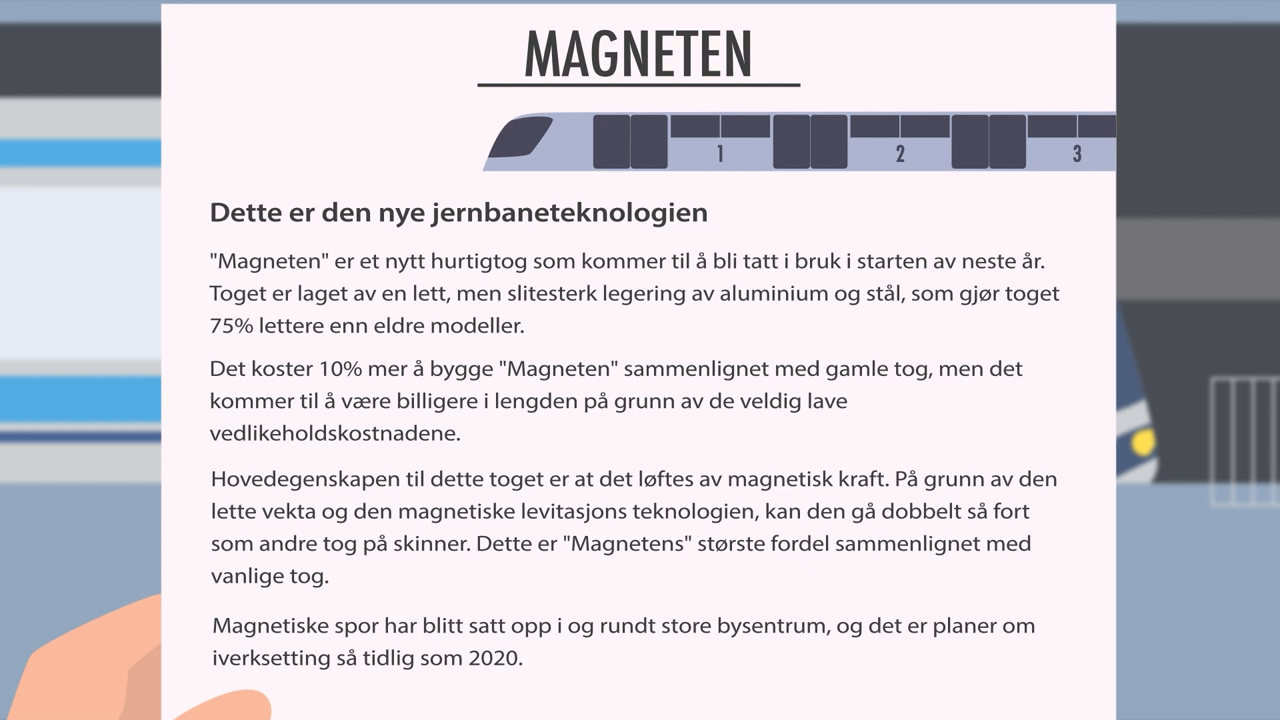 MAGNETEN
1 2 3
Dette er den nye jernbaneteknologien
"Magneten" er et nytt hurtigtog som kommer til å bli tatt i bruk i starten av neste år.
Toget er laget av en lett, men slitesterk legering av aluminium og stål, som gjør toget
75% lettere enn eldre modeller.
Det koster 10% mer å bygge "Magneten" sammenlignet med gamle tog, men det
kommer til å være billigere i lengden på grunn av de veldig lave
vedlikeholdskostnadene.
Hovedegenskapen til dette toget er at det løftes av magnetisk kraft. På grunn av den
lette vekta og den magnetiske levitasjons teknologien, kan den gå dobbelt så fort
som andre tog på skinner. Dette er "Magnetens" største fordel sammenlignet med
vanlige tog.
Magnetiske spor har blitt satt opp i og rundt store bysentrum, og det er planer om
iverksetting så tidlig som 2020.